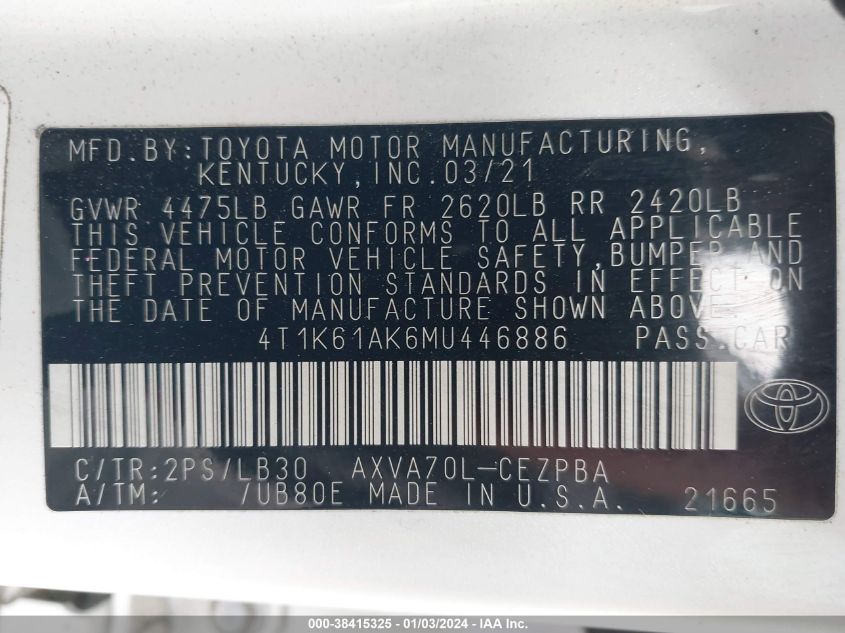 MFD.BY:TOYOTA MOTOR MANUFACTURING,
KENTUCKY,INC.03/21
GVWR 4475LB GAWR FR 2620LB RR 2420LB
THIS VEHICLE CONFORMS TO ALL APPLICABLE
FEDERAL MOTOR VEHICLE SAFETY,BUMPER,AND
THEFT PREVENTION STANDARDS IN EFFECT ON
THE DATE OF MANUFACTURE SHOWN ABOVE.
4T1K61AK6MU446886 PASS.CAR
C/TR:2PS/LB30 AXVA70L-CEZPBA
A/TM: /UB80E MADE IN U.S.A. 21665
000-38415325 - 01/03/2024 - IAAI.COM